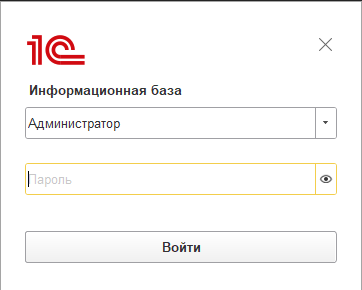 1С
Информационная база
Администратор
Пароль
Войти